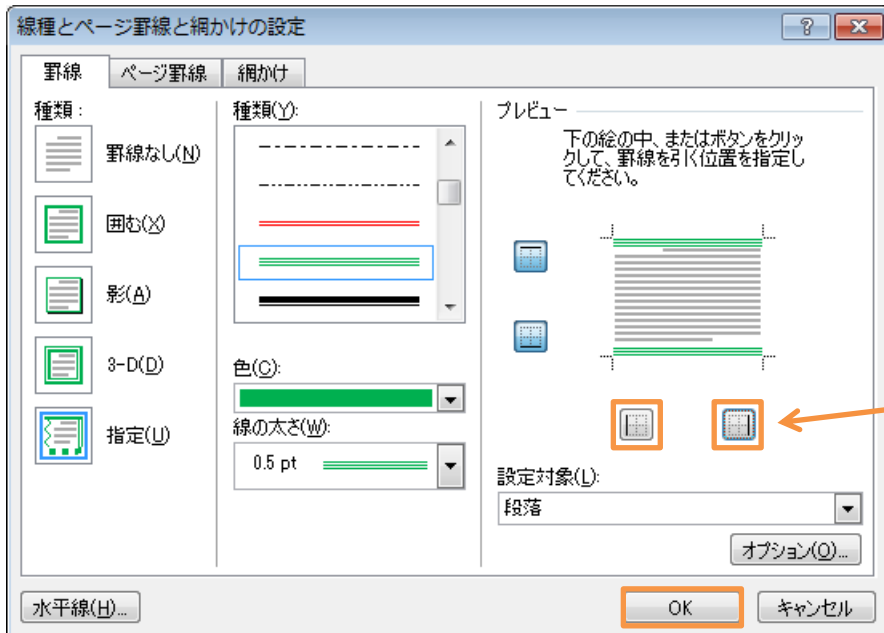 線種とページ罫線と網かけの設定
罫線
ページ罫線
網かけ
種類:
罫線なし(N)
囲む(X)
影(A)
3-D(D)
指定(U)
種類(Y):
色(C):
線の太さ(W):
0.5 pt
プレビュー
下の絵の中、またはボタンをクリッ
クして、罫線を引く位置を指定し
てください。
設定対象(L):
段落
オプション(O)...
水平線(H)...
OK
キャンセル